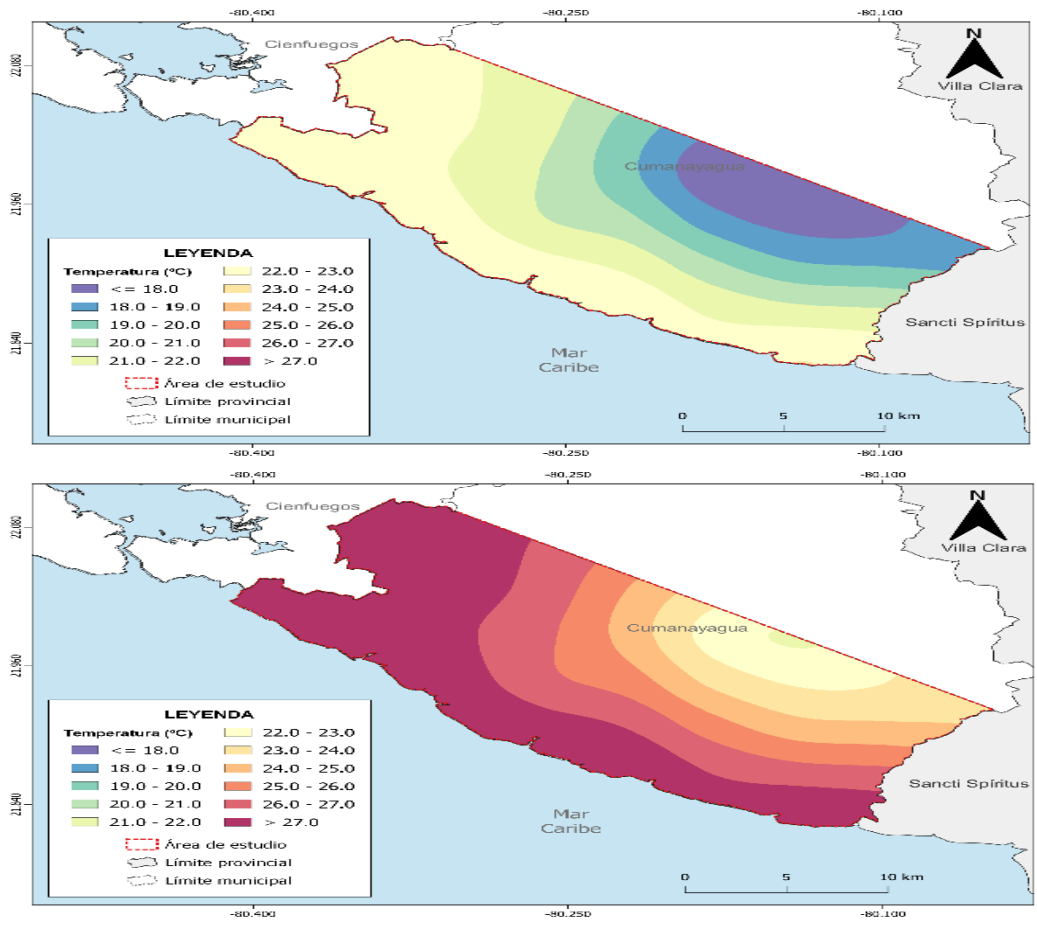 -80.400 -80.250 -80.100
Cienfuegos
N
22.080
Villa Clara
Cumanayagua
21.960
LEYENDA
Temperatura (°C)
<= 18.0
18.0 - 19.0
19.0 - 20.0
20.0 - 21.0
21.0 - 22.0
22.0 - 23.0
23.0 - 24.0
24.0 - 25.0
25.0 - 26.0
26.0 - 27.0
> 27.0
Área de estudio
Límite provincial
Límite municipal
Sancti Spíritus
21.840
Mar
Caribe
0 5 10 km
-80.400 -80.250 -80.100
-80.400 -80.250 -80.100
Cienfuegos
N
22.080
Villa Clara
Cumanayagua
21.960
LEYENDA
Temperatura (°C)
<= 18.0
18.0 - 19.0
19.0 - 20.0
20.0 - 21.0
21.0 - 22.0
22.0 - 23.0
23.0 - 24.0
24.0 - 25.0
25.0 - 26.0
26.0 - 27.0
> 27.0
Área de estudio
Límite provincial
Límite municipal
Sancti Spíritus
21.840
Mar
Caribe
0 5 10 km
-80.400 -80.250 -80.100